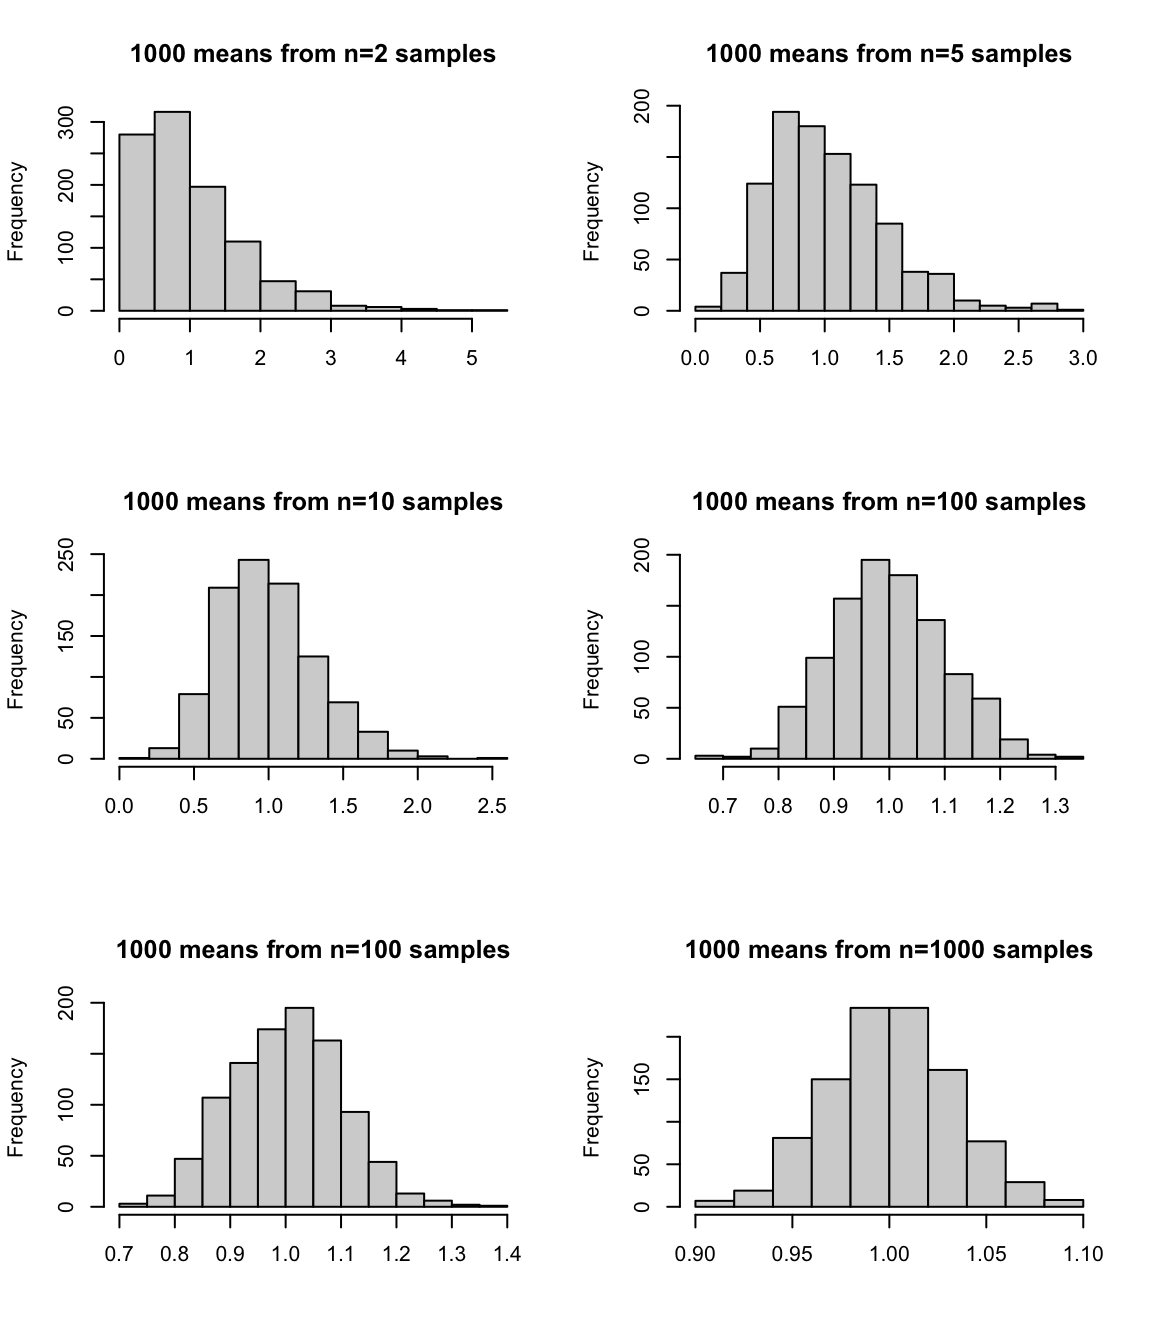 1000 means from n=2 samples
Frequency
300
200
100
0
0 1 2 3 4 5
1000 means from n=5 samples
Frequency
200
100
50
0
0.0 0.5 1.0 1.5 2.0 2.5 3.0
1000 means from n=10 samples
Frequency
250
150
50
0
0.0 0.5 1.0 1.5 2.0 2.5
1000 means from n=100 samples
Frequency
200
100
50
0
0.7 0.8 0.9 1.0 1.1 1.2 1.3
1000 means from n=100 samples
Frequency
200
100
50
0
0.7 0.8 0.9 1.0 1.1 1.2 1.3 1.4
1000 means from n=1000 samples
Frequency
150
50
0
0.90 0.95 1.00 1.05 1.10